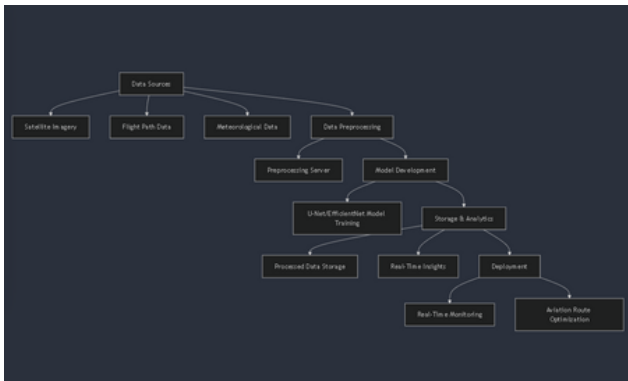 Data Sources
Satellite Imagery
Flight Path Data
Meteorological Data
Data Preprocessing
Preprocessing Server
Model Development
U-Net/EfficientNet Model
Training
Storage & Analytics
Processed Data Storage
Real-Time Insights
Deployment
Real-Time Monitoring
Aviation Route
Optimization